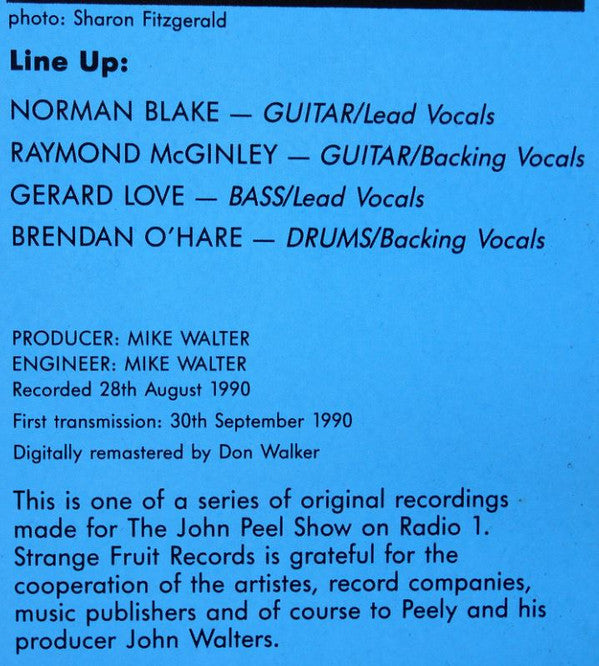 photo: Sharon Fitzgerald
Line Up:
NORMAN BLAKE — GUITAR/Lead Vocals
RAYMOND McGINLEY — GUITAR/Backing Vocals
GERARD LOVE — BASS/Lead Vocals
BRENDAN O'HARE — DRUMS/Backing Vocals
PRODUCER: MIKE WALTER
ENGINEER: MIKE WALTER
Recorded 28th August 1990
First transmission: 30th September 1990
Digitally remastered by Don Walker
This is one of a series of original recordings
made for The John Peel Show on Radio 1.
Strange Fruit Records is grateful for the
cooperation of the artistes, record companies,
music publishers and of course to Peely and his
producer John Walters.